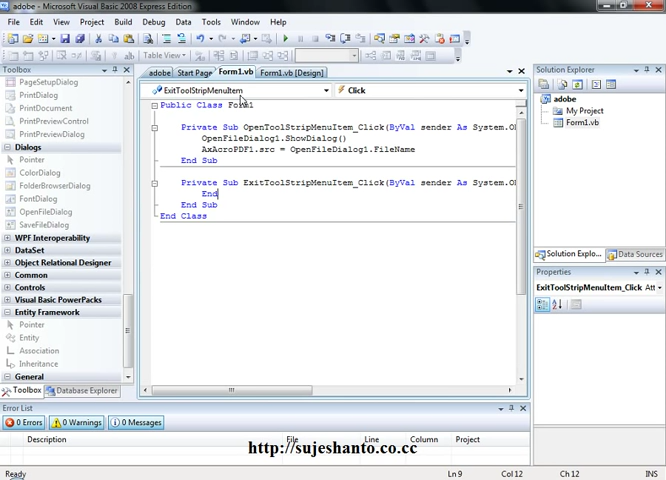 adobe - Microsoft Visual Basic 2008 Express Edition
File Edit View Project Build Debug Data Tools Window Help
Table View
Toolbox
adobe Start Page Form1.vb Form1.vb [Design]
Solution Explorer
PageSetupDialog
PrintDialog
PrintDocument
PrintPreviewControl
PrintPreviewDialog
Dialogs
Pointer
ColorDialog
FolderBrowserDialog
FontDialog
OpenFileDialog
SaveFileDialog
WPF Interoperability
DataSet
Object Relational Designer
Common
Controls
Visual Basic PowerPacks
Entity Framework
Pointer
Entity
Association
Inheritance
General
Toolbox Database Explorer
ExitToolStripMenuItem Click
Public Class Form1
Private Sub OpenToolStripMenuItem_Click(ByVal sender As System.Ob
OpenFileDialog1.ShowDialog()
AxAcroPDF1.src = OpenFileDialog1.FileName
End Sub
Private Sub ExitToolStripMenuItem_Click(ByVal sender As System.Ob
End
End Sub
End Class
adobe
My Project
Form1.vb
Solution Explo... Data Sources
Properties
ExitToolStripMenuItem_Click Att
Error List
0 Errors 0 Warnings 0 Messages
Description File Line Column Project
http://sujeshanto.co.cc
Ready Ln 9 Col 12 Ch 12 INS